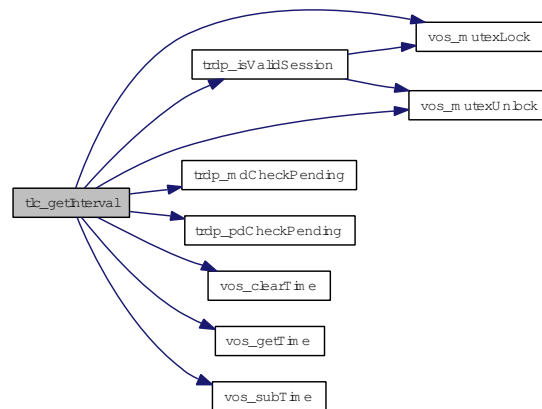 vos_mutexLock
trdp_isValidSession
vos_mutexUnlock
trdp_mdCheckPending
tlc_getInterval
trdp_pdCheckPending
vos_clearTime
vos_getTime
vos_subTime